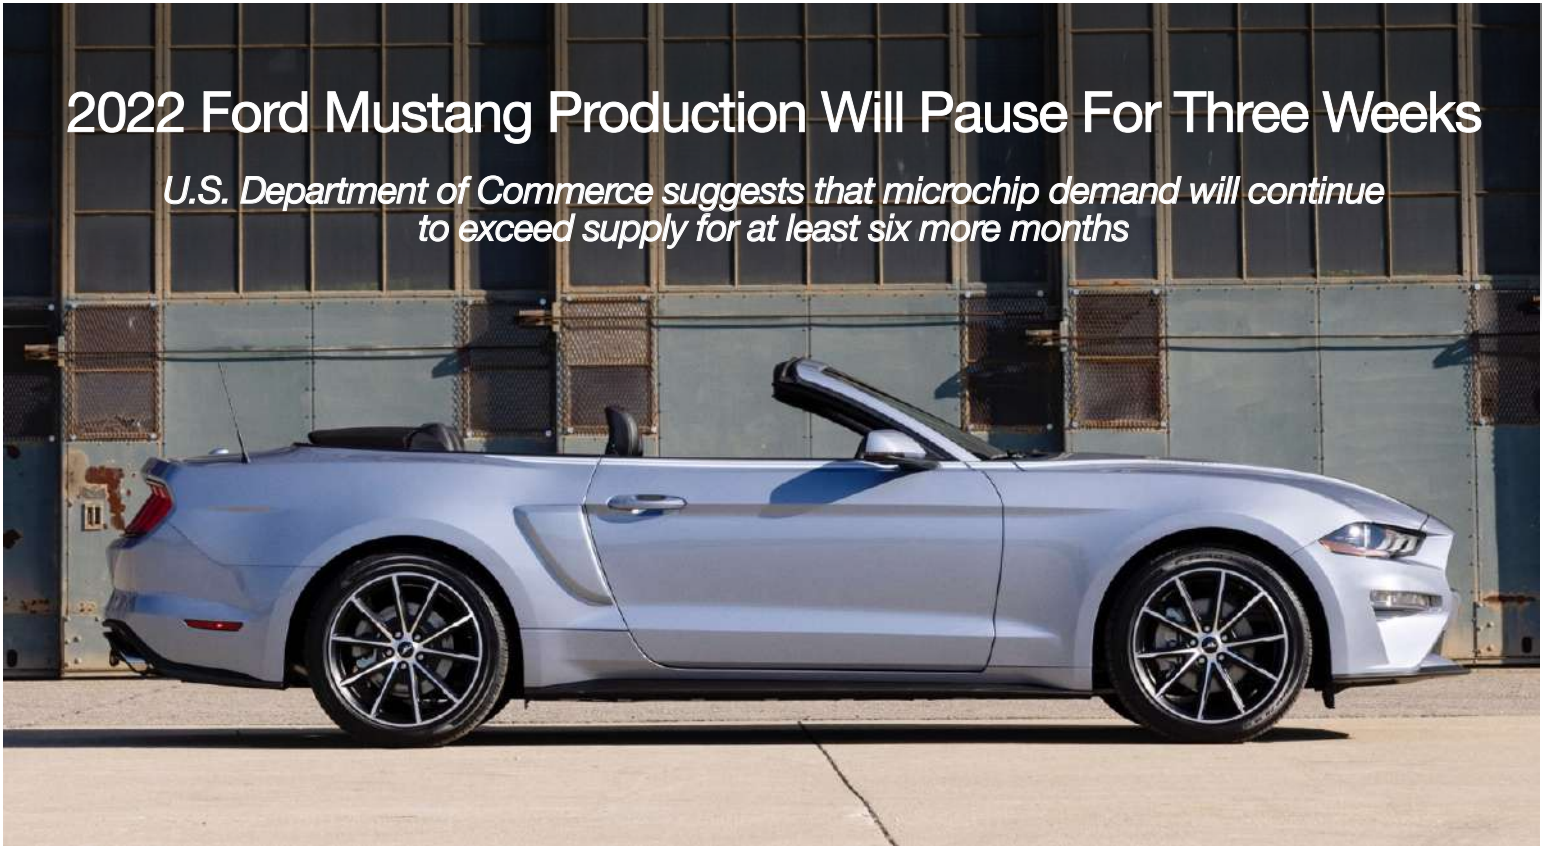 2022 Ford Mustang Production Will Pause For Three Weeks
U.S. Department of Commerce suggests that microchip demand will continue
to exceed supply for at least six more months